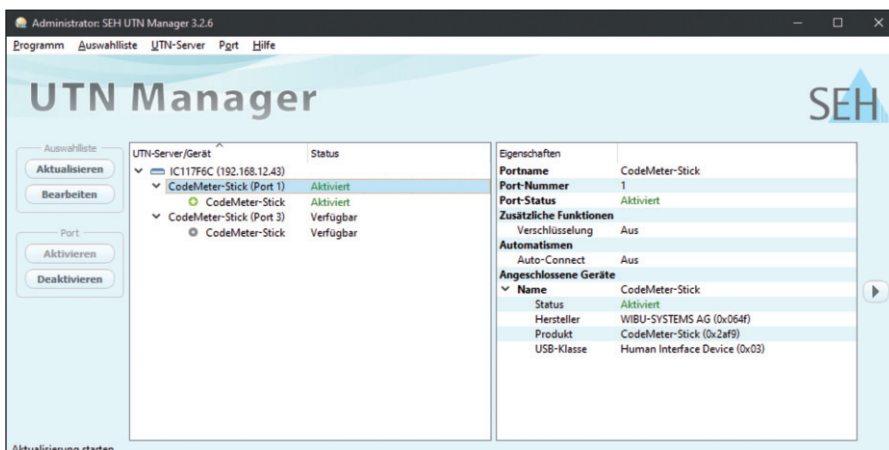 Administrator: SEH UTN Manager 3.2.6
Programm Auswahlliste UTN-Server Port Hilfe
UTN Manager
SEH
Auswahlliste
Aktualisieren
Bearbeiten
Port
Aktivieren
Deaktivieren
UTN-Server/Gerät Status
IC117F6C (192.168.12.43)
CodeMeter-Stick (Port 1) Aktiviert
CodeMeter-Stick Aktiviert
CodeMeter-Stick (Port 3) Verfügbar
CodeMeter-Stick Verfügbar
Eigenschaften
Portname CodeMeter-Stick
Port-Nummer 1
Port-Status Aktiviert
Zusätzliche Funktionen
Verschlüsselung Aus
Automatismen
Auto-Connect Aus
Angeschlossene Geräte
Name CodeMeter-Stick
Status Aktiviert
Hersteller WIBU-SYSTEMS AG (0x064f)
Produkt CodeMeter-Stick (0x2af9)
USB-Klasse Human Interface Device (0x03)
Aktualisierung starten